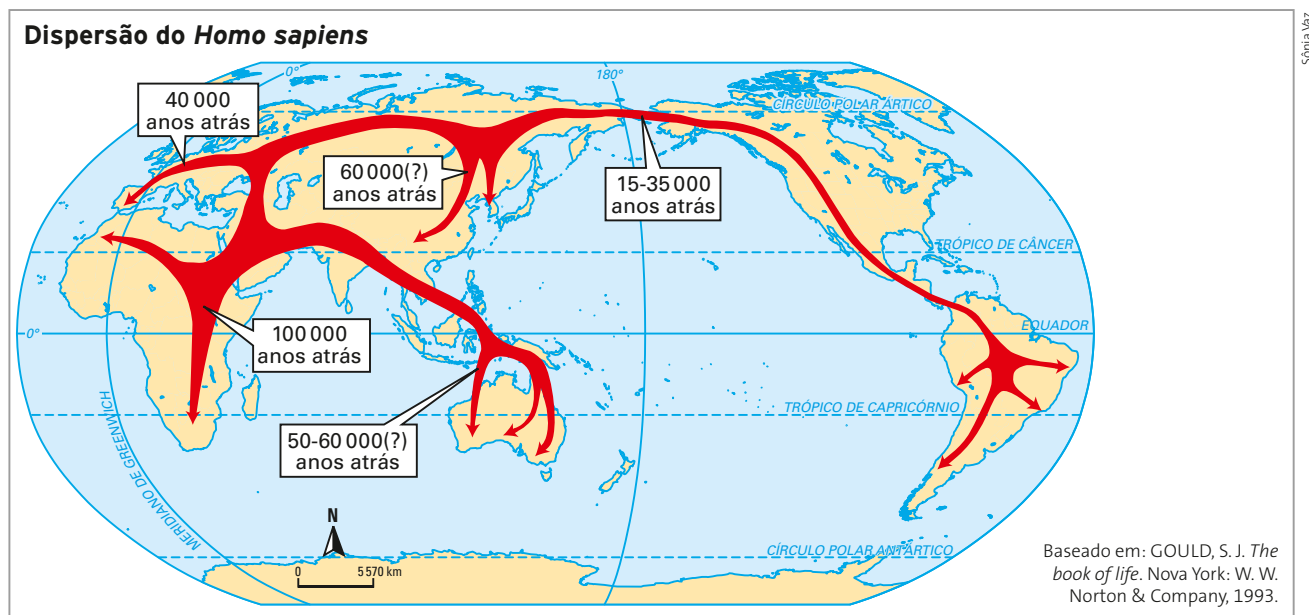 Dispersão do Homo sapiens
Sônia Vaz
0°
180°
40 000
anos atrás
CÍRCULO POLAR ÁRTICO
60 000(?)
anos atrás
15-35 000
anos atrás
TRÓPICO DE CÂNCER
100 000
anos atrás
0°
EQUADOR
TRÓPICO DE CAPRICÓRNIO
50-60 000(?)
anos atrás
MERIDIANO DE GREENWICH
N
0 5 570 km
CÍRCULO POLAR ANTÁRTICO
Baseado em: GOULD, S. J. The
book of life. Nova York: W. W.
Norton & Company, 1993.